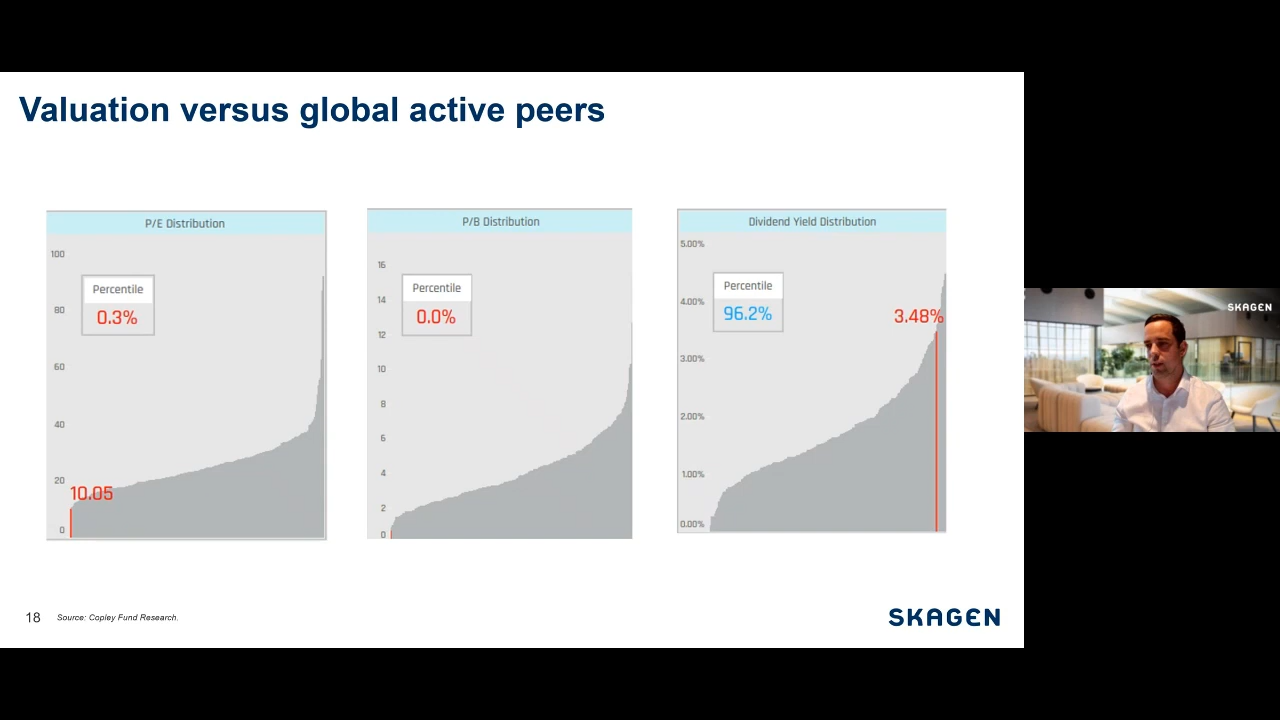 Valuation versus global active peers
P/E Distribution
100
80
60
40
20
0
Percentile
0.3%
10.05
P/B Distribution
16
14
12
10
8
6
4
2
0
Percentile
0.0%
Dividend Yield Distribution
5.00%
4.00%
3.00%
2.00%
1.00%
0.00%
Percentile
96.2%
3.48%
SKAGEN
18 Source: Copley Fund Research.
SKAGEN